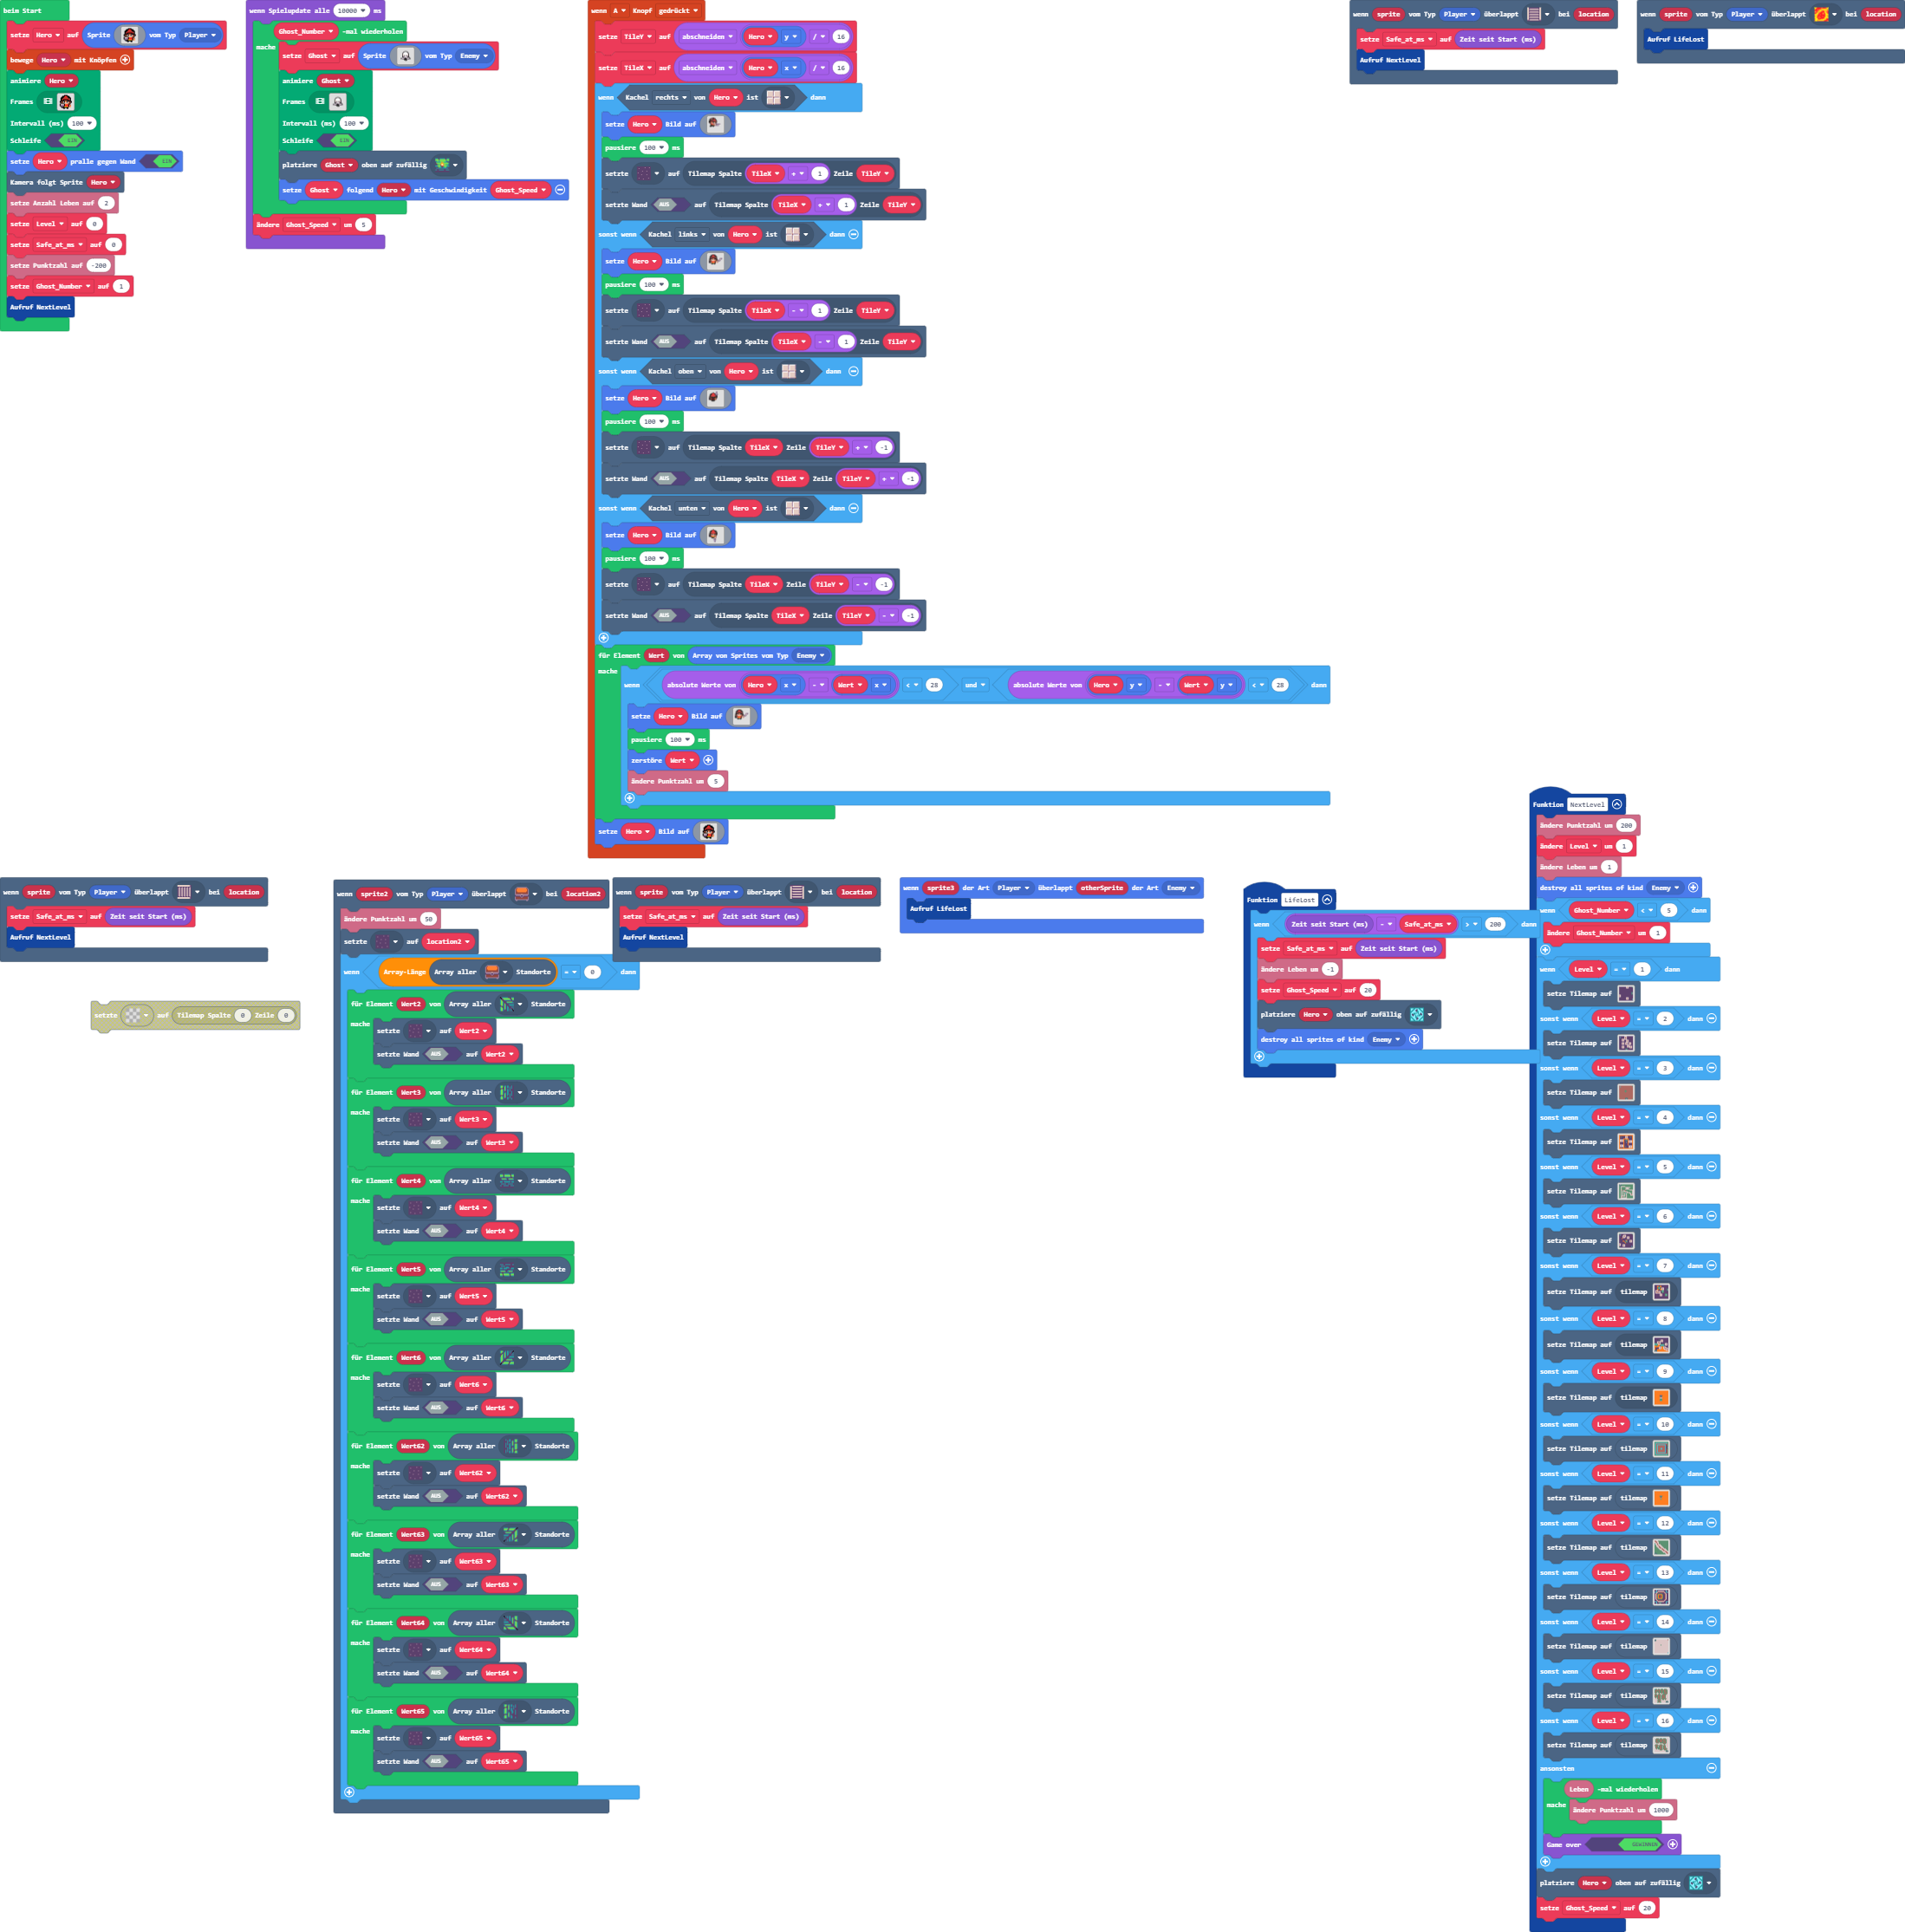 beim Start
setze Hero auf Sprite vom Typ Player
bewege Hero mit Knöpfen
animiere Hero
Frames
Intervall (ms) 100
Schleife
setze Hero pralle gegen Wand
Kamera folgt Sprite Hero
setze Anzahl Leben auf 2
setze Level auf 0
setze Safe_at_ms auf 0
setze Punktzahl auf -200
setze Ghost_Number auf 1
Aufruf NextLevel
wenn Spielupdate alle 10000 ms
Ghost_Number -mal wiederholen
mache
setze Ghost auf Sprite vom Typ Enemy
animiere Ghost
Frames
Intervall (ms) 100
Schleife
platziere Ghost oben auf zufällig
setze Ghost folgend Hero mit Geschwindigkeit Ghost_Speed
ändere Ghost_Speed um 5
wenn A Knopf gedrückt
setze TileY auf abschneiden Hero y / 16
setze TileX auf abschneiden Hero x / 16
wenn Kachel rechts von Hero ist dann
setze Hero Bild auf
pausiere 100 ms
setzte auf Tilemap Spalte TileX + 1 Zeile TileY
setzte Wand AUS auf Tilemap Spalte TileX + 1 Zeile TileY
sonst wenn Kachel links von Hero ist dann
setze Hero Bild auf
pausiere 100 ms
setzte auf Tilemap Spalte TileX - 1 Zeile TileY
setzte Wand AUS auf Tilemap Spalte TileX - 1 Zeile TileY
sonst wenn Kachel oben von Hero ist dann
setze Hero Bild auf
pausiere 100 ms
setzte auf Tilemap Spalte TileX Zeile TileY + -1
setzte Wand AUS auf Tilemap Spalte TileX Zeile TileY + -1
sonst wenn Kachel unten von Hero ist dann
setze Hero Bild auf
pausiere 100 ms
setzte auf Tilemap Spalte TileX Zeile TileY - -1
setzte Wand AUS auf Tilemap Spalte TileX Zeile TileY - -1
für Element Wert von Array von Sprites vom Typ Enemy
mache
wenn absolute Werte von Hero x - Wert x < 28 und absolute Werte von Hero y - Wert y < 28 dann
setze Hero Bild auf
pausiere 100 ms
zerstöre Wert
ändere Punktzahl um 5
setze Hero Bild auf
wenn sprite vom Typ Player überlappt bei location
setze Safe_at_ms auf Zeit seit Start (ms)
Aufruf NextLevel
wenn sprite vom Typ Player überlappt bei location
Aufruf LifeLost
wenn sprite vom Typ Player überlappt bei location
setze Safe_at_ms auf Zeit seit Start (ms)
Aufruf NextLevel
setzte auf Tilemap Spalte 0 Zeile 0
wenn sprite2 vom Typ Player überlappt bei location2
ändere Punktzahl um 50
setzte auf location2
wenn Array-Länge Array aller Standorte = 0 dann
für Element Wert2 von Array aller Standorte
mache
setzte auf Wert2
setzte Wand AUS auf Wert2
für Element Wert3 von Array aller Standorte
mache
setzte auf Wert3
setzte Wand AUS auf Wert3
für Element Wert4 von Array aller Standorte
mache
setzte auf Wert4
setzte Wand AUS auf Wert4
für Element Wert5 von Array aller Standorte
mache
setzte auf Wert5
setzte Wand AUS auf Wert5
für Element Wert6 von Array aller Standorte
mache
setzte auf Wert6
setzte Wand AUS auf Wert6
für Element Wert62 von Array aller Standorte
mache
setzte auf Wert62
setzte Wand AUS auf Wert62
für Element Wert63 von Array aller Standorte
mache
setzte auf Wert63
setzte Wand AUS auf Wert63
für Element Wert64 von Array aller Standorte
mache
setzte auf Wert64
setzte Wand AUS auf Wert64
für Element Wert65 von Array aller Standorte
mache
setzte auf Wert65
setzte Wand AUS auf Wert65
wenn sprite vom Typ Player überlappt bei location
setze Safe_at_ms auf Zeit seit Start (ms)
Aufruf NextLevel
wenn sprite3 der Art Player überlappt otherSprite der Art Enemy
Aufruf LifeLost
Funktion LifeLost
wenn Zeit seit Start (ms) - Safe_at_ms > 200 dann
setze Safe_at_ms auf Zeit seit Start (ms)
ändere Leben um -1
setze Ghost_Speed auf 20
platziere Hero oben auf zufällig
destroy all sprites of kind Enemy
Funktion NextLevel
ändere Punktzahl um 200
ändere Level um 1
ändere Leben um 1
destroy all sprites of kind Enemy
wenn Ghost_Number < 5 dann
ändere Ghost_Number um 1
wenn Level = 1 dann
setze Tilemap auf
sonst wenn Level = 2 dann
setze Tilemap auf
sonst wenn Level = 3 dann
setze Tilemap auf
sonst wenn Level = 4 dann
setze Tilemap auf
sonst wenn Level = 5 dann
setze Tilemap auf
sonst wenn Level = 6 dann
setze Tilemap auf
sonst wenn Level = 7 dann
setze Tilemap auf tilemap
sonst wenn Level = 8 dann
setze Tilemap auf tilemap
sonst wenn Level = 9 dann
setze Tilemap auf tilemap
sonst wenn Level = 10 dann
setze Tilemap auf tilemap
sonst wenn Level = 11 dann
setze Tilemap auf tilemap
sonst wenn Level = 12 dann
setze Tilemap auf tilemap
sonst wenn Level = 13 dann
setze Tilemap auf tilemap
sonst wenn Level = 14 dann
setze Tilemap auf tilemap
sonst wenn Level = 15 dann
setze Tilemap auf tilemap
sonst wenn Level = 16 dann
setze Tilemap auf tilemap
ansonsten
Leben -mal wiederholen
mache
ändere Punktzahl um 1000
Game over
platziere Hero oben auf zufällig
setze Ghost_Speed auf 20